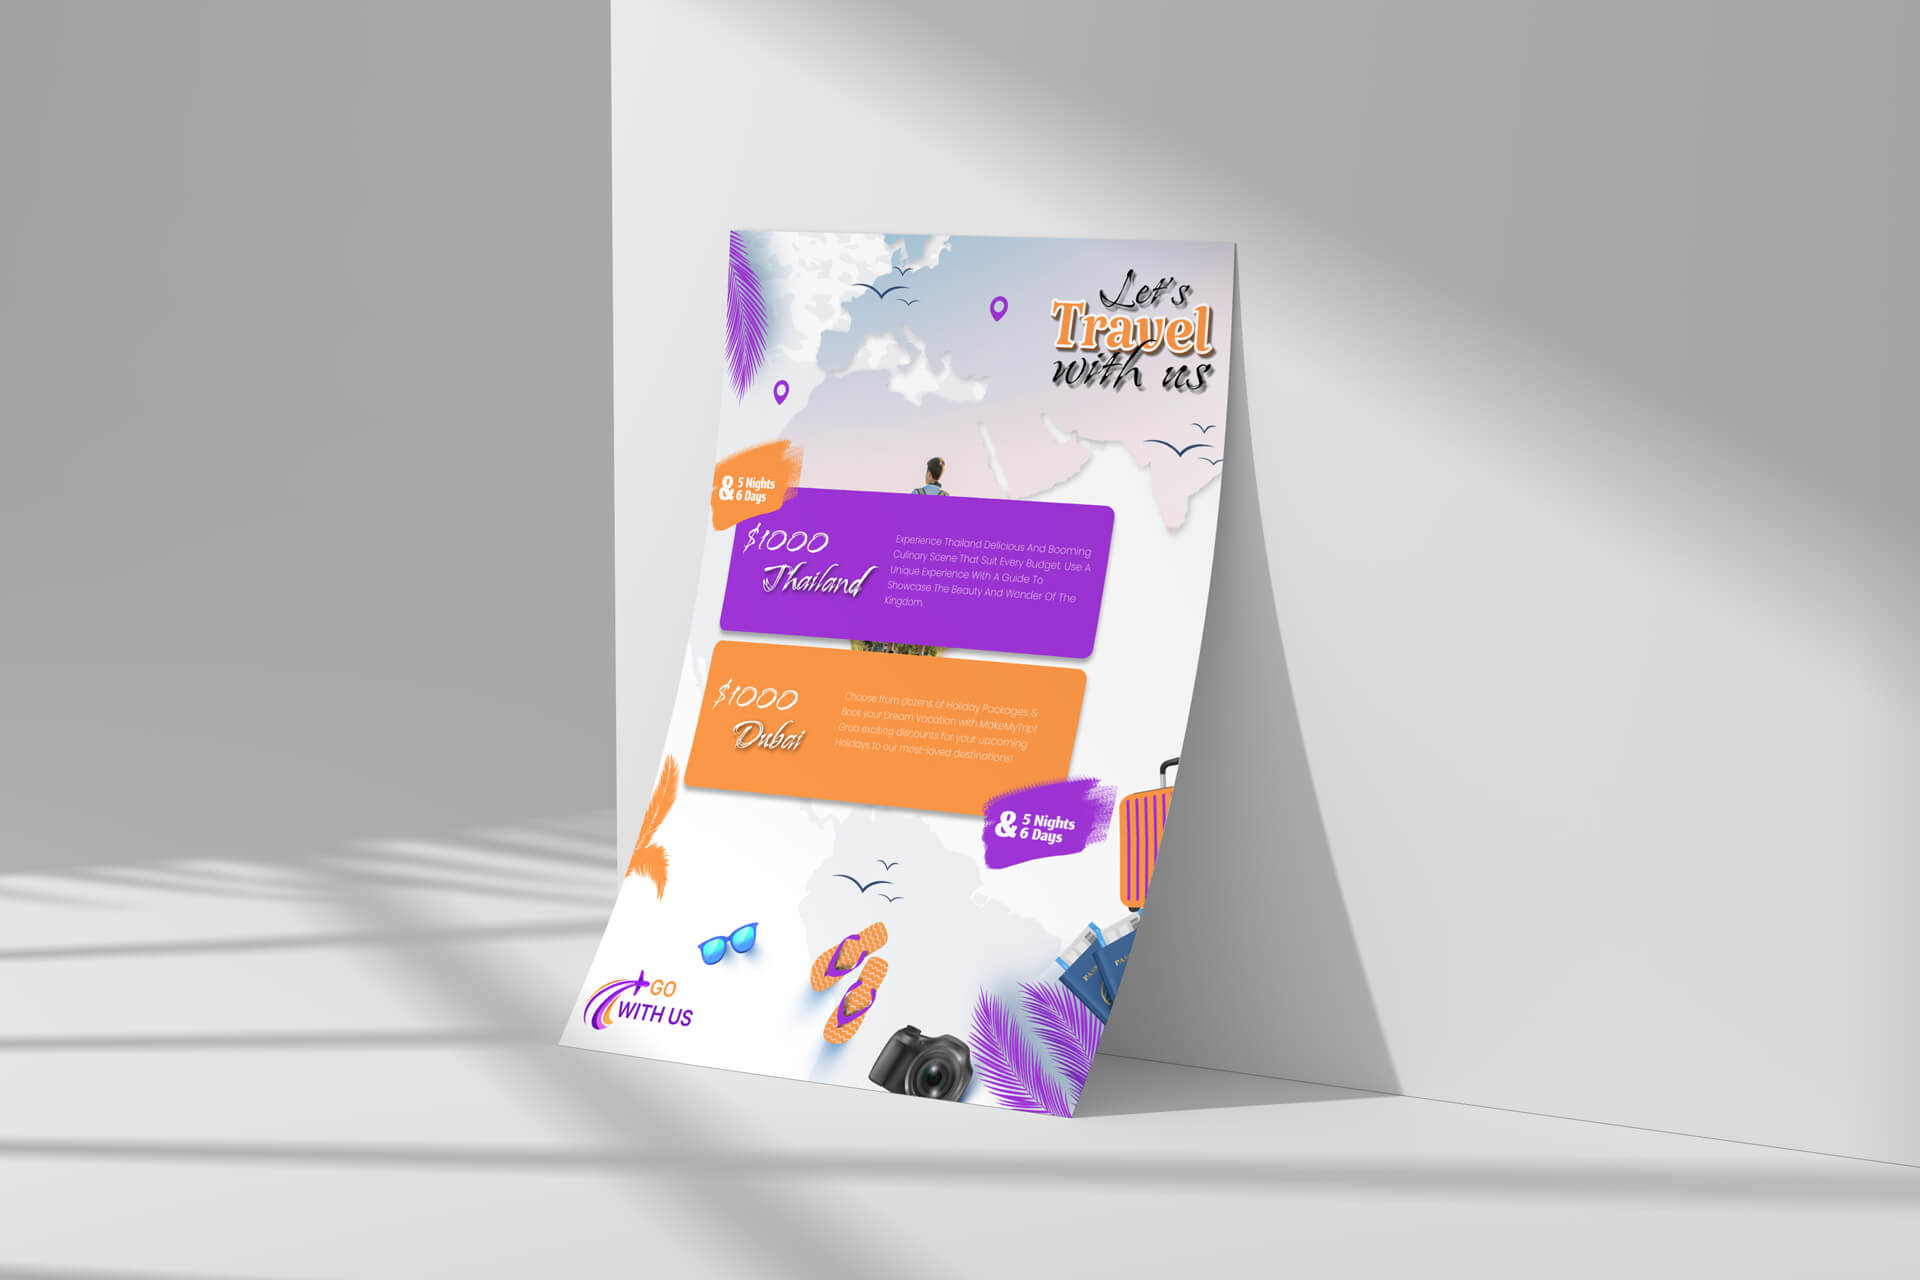 Let's
Travel
with us
& 5 Nights
6 Days
$1000
Thailand
Experience Thailand Delicious And Booming
Culinary Scene That Suit Every Budget. Use A
Unique Experience With A Guide To
Showcase The Beauty And Wonder Of The
Kingdom.
$1000
Dubai
Choose from dozens of Holiday Packages &
Book your Dream Vacation with MakeMyTrip!
Grab exciting discounts for your upcoming
Holidays to our most-loved destinations!
& 5 Nights
6 Days
GO
WITH US